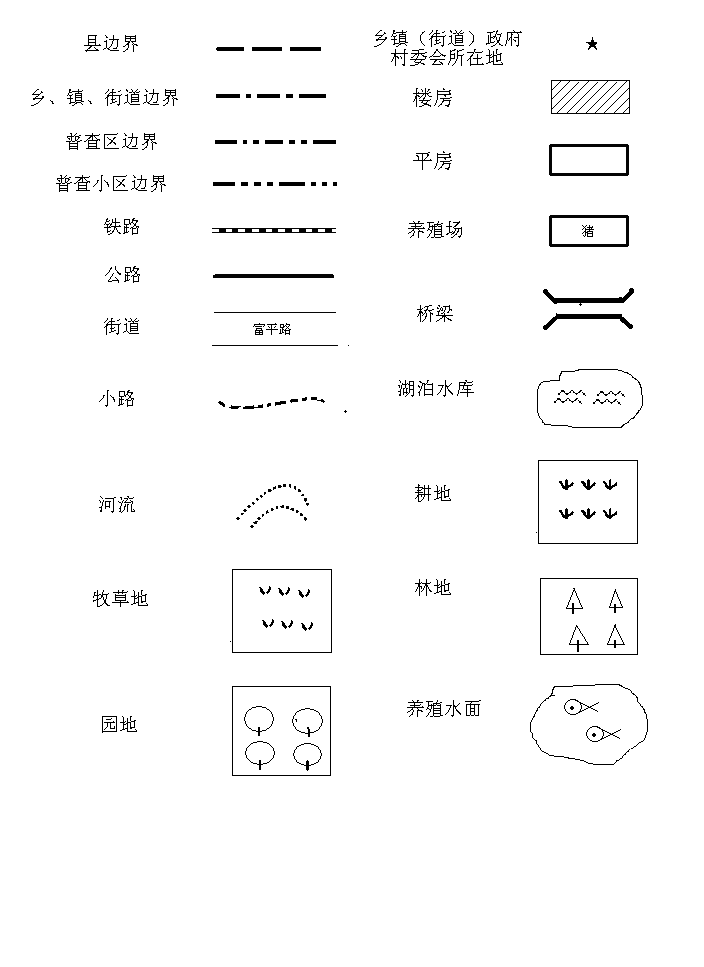 县边界
乡、镇、街道边界
普查区边界
普查小区边界
铁路
公路
街道
富平路
小路
河流
牧草地
园地
乡镇（街道）政府
村委会所在地
楼房
平房
养殖场
猪
桥梁
湖泊水库
耕地
林地
养殖水面